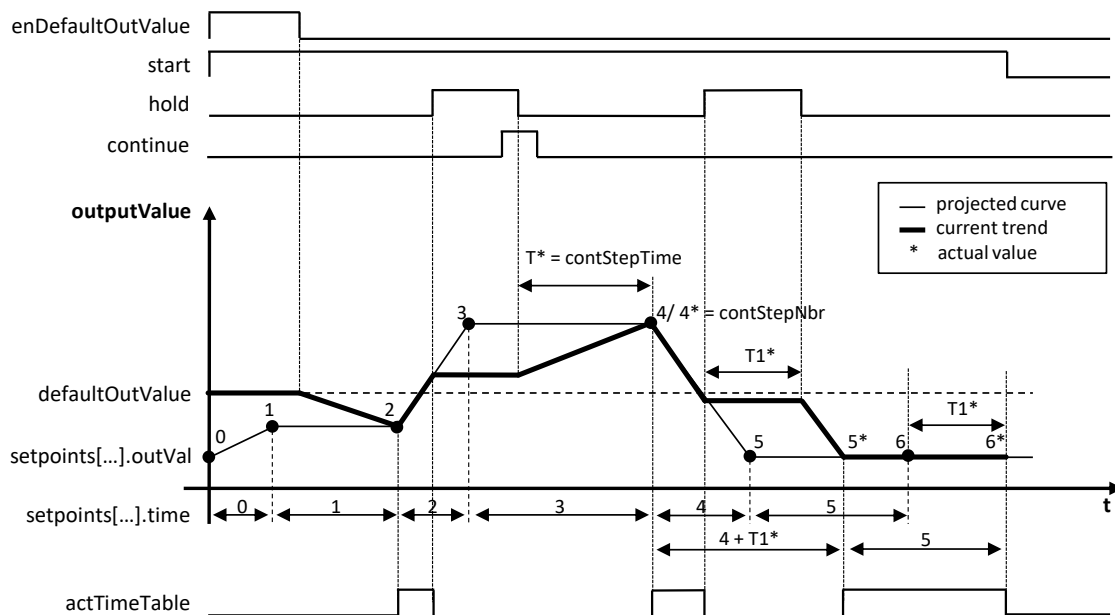 enDefaultOutValue
start
hold
continue
outputValue
projected curve
current trend
* actual value
T* = contStepTime
3
4/ 4* = contStepNbr
T1*
defaultOutValue
1
2
0
T1*
5
5*
6
6*
setpoints[...].outVal
t
setpoints[...].time
0
1
2
3
4
5
4 + T1*
5
actTimeTable